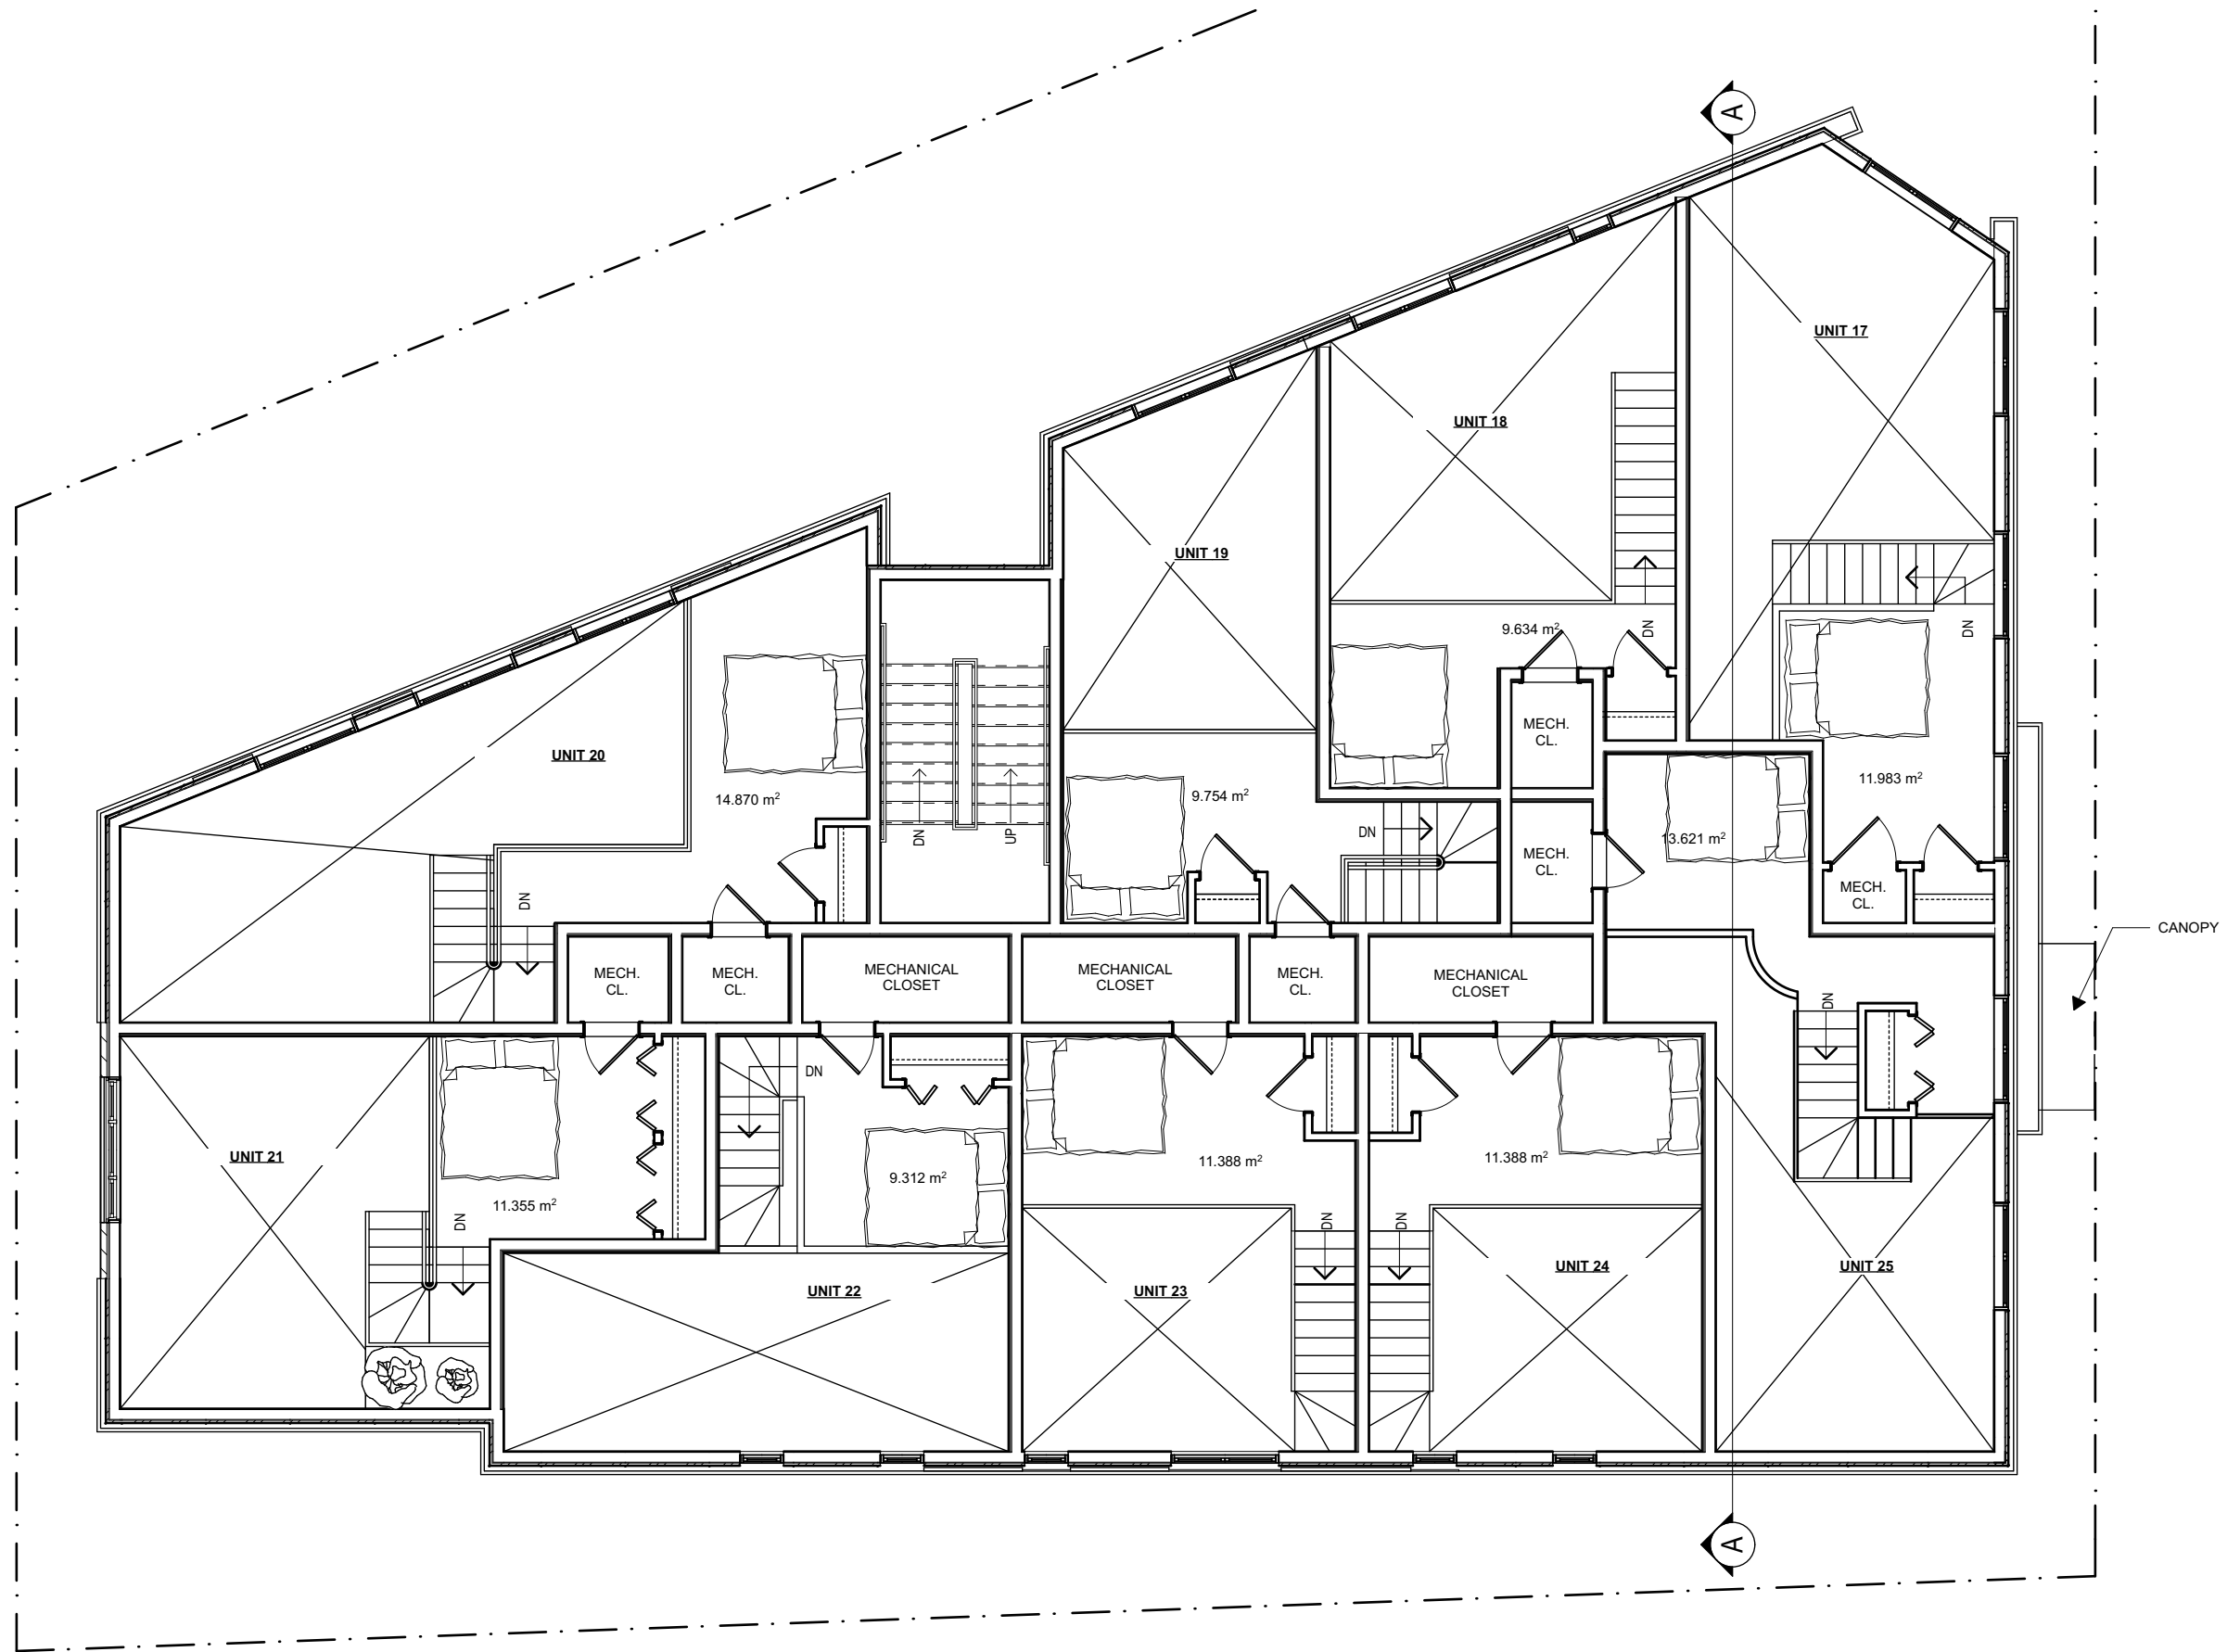 A
UNIT 17
UNIT 18
UNIT 19
9.634 m²
DN
DN
MECH.
CL.
UNIT 20
11.983 m²
14.870 m²
9.754 m²
DN
UP
DN
13.621 m²
MECH.
CL.
MECH.
CL.
DN
CANOPY
MECH.
CL.
MECH.
CL.
MECHANICAL
CLOSET
MECHANICAL
CLOSET
MECH.
CL.
MECHANICAL
CLOSET
DN
DN
UNIT 21
9.312 m²
11.388 m²
11.388 m²
11.355 m²
DN
DN
DN
UNIT 22
UNIT 23
UNIT 24
UNIT 25
A